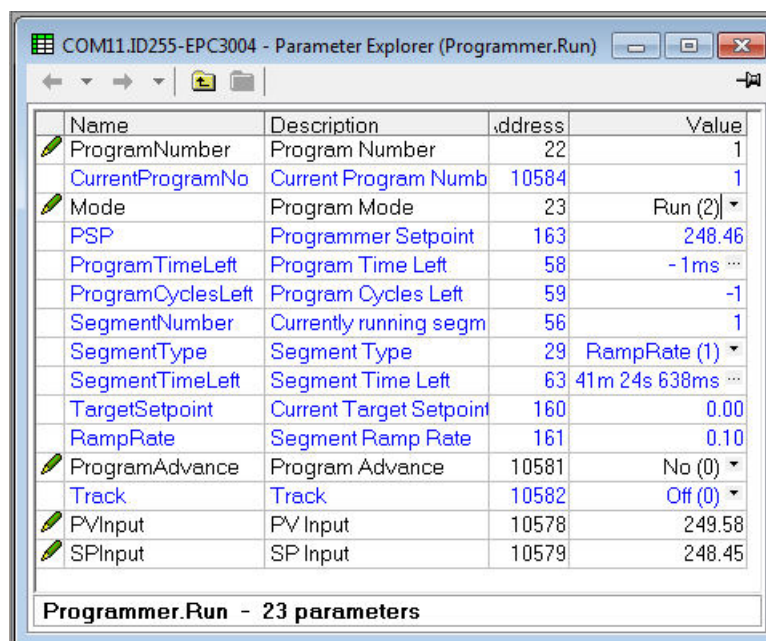 COM11.ID255-EPC3004 - Parameter Explorer (Programmer.Run)
Name Description ddress Value
ProgramNumber Program Number 22 1
CurrentProgramNo Current Program Numb 10584 1
Mode Program Mode 23 Run (2)
PSP Programmer Setpoint 163 248.46
ProgramTimeLeft Program Time Left 58 -1ms ...
ProgramCyclesLeft Program Cycles Left 59 -1
SegmentNumber Currently running segm 56 1
SegmentType Segment Type 29 RampRate (1)
SegmentTimeLeft Segment Time Left 63 41m 24s 638ms ...
TargetSetpoint Current Target Setpoint 160 0.00
RampRate Segment Ramp Rate 161 0.10
ProgramAdvance Program Advance 10581 No (0)
Track Track 10582 Off (0)
PVInput PV Input 10578 249.58
SPInput SP Input 10579 248.45
Programmer.Run - 23 parameters